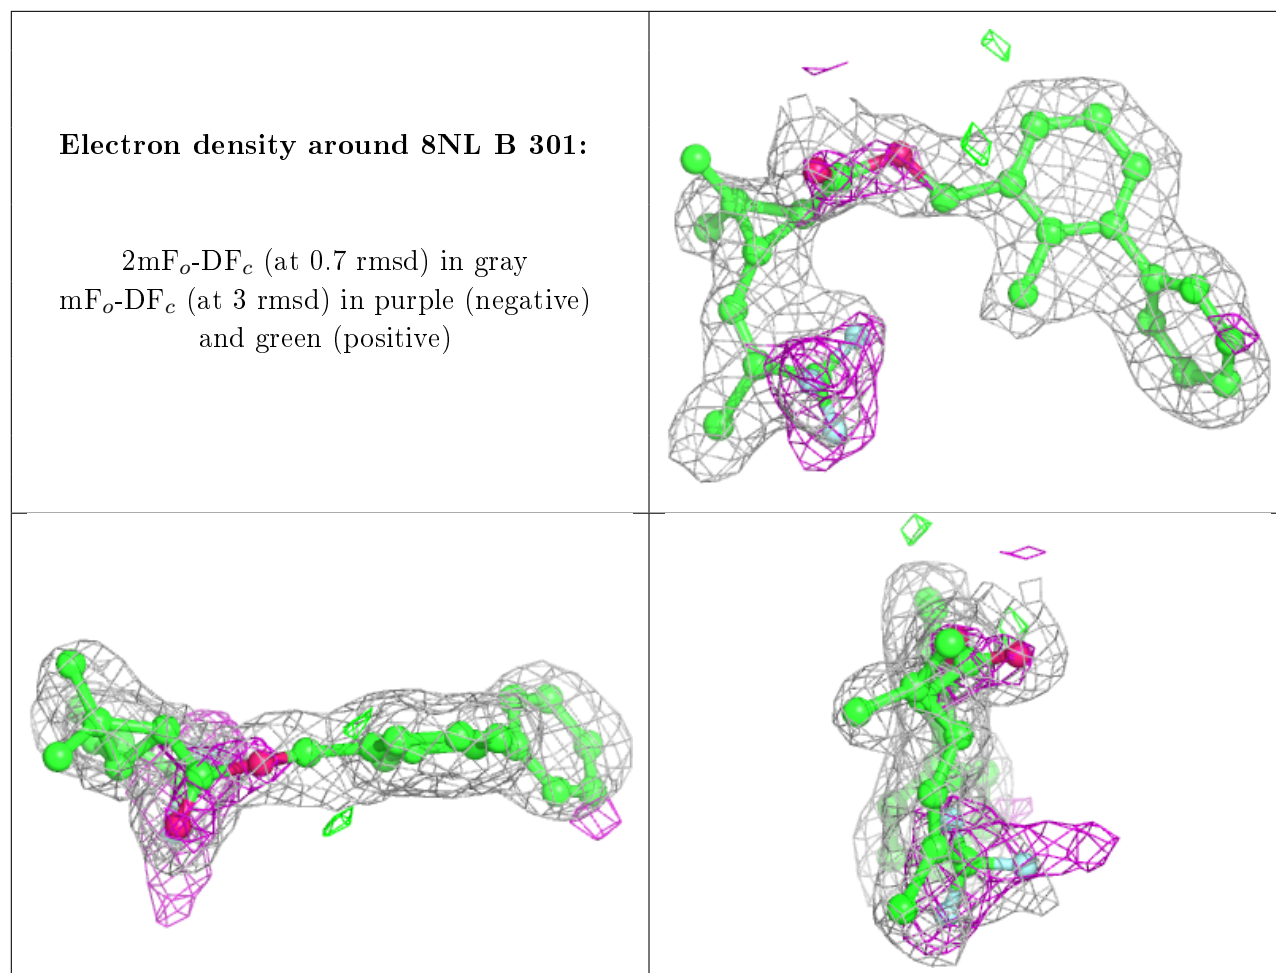 Electron density around 8NL B 301:
2mFo-DFc (at 0.7 rmsd) in gray
mFo-DFc (at 3 rmsd) in purple (negative)
and green (positive)